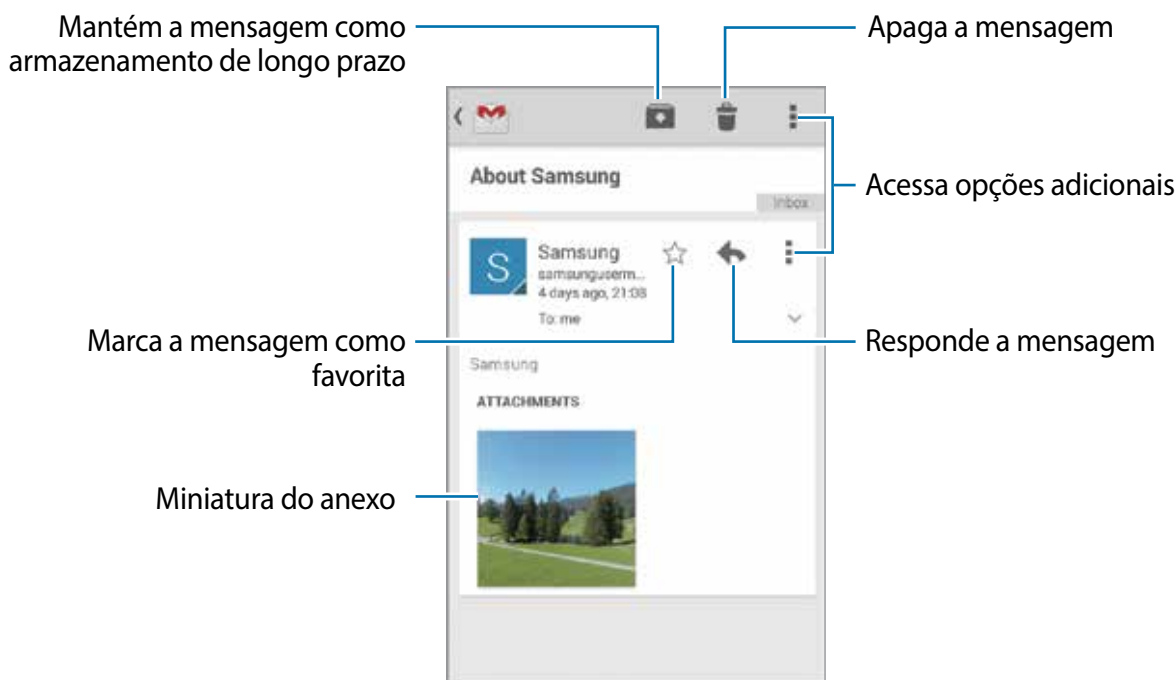 Mantém a mensagem como
armazenamento de longo prazo
Apaga a mensagem
Acessa opções adicionais
About Samsung
Inbox
S
Samsung
samsunguserm...
4 days ago, 21:08
To: me
Marca a mensagem como
favorita
Responde a mensagem
Samsung
ATTACHMENTS
Miniatura do anexo